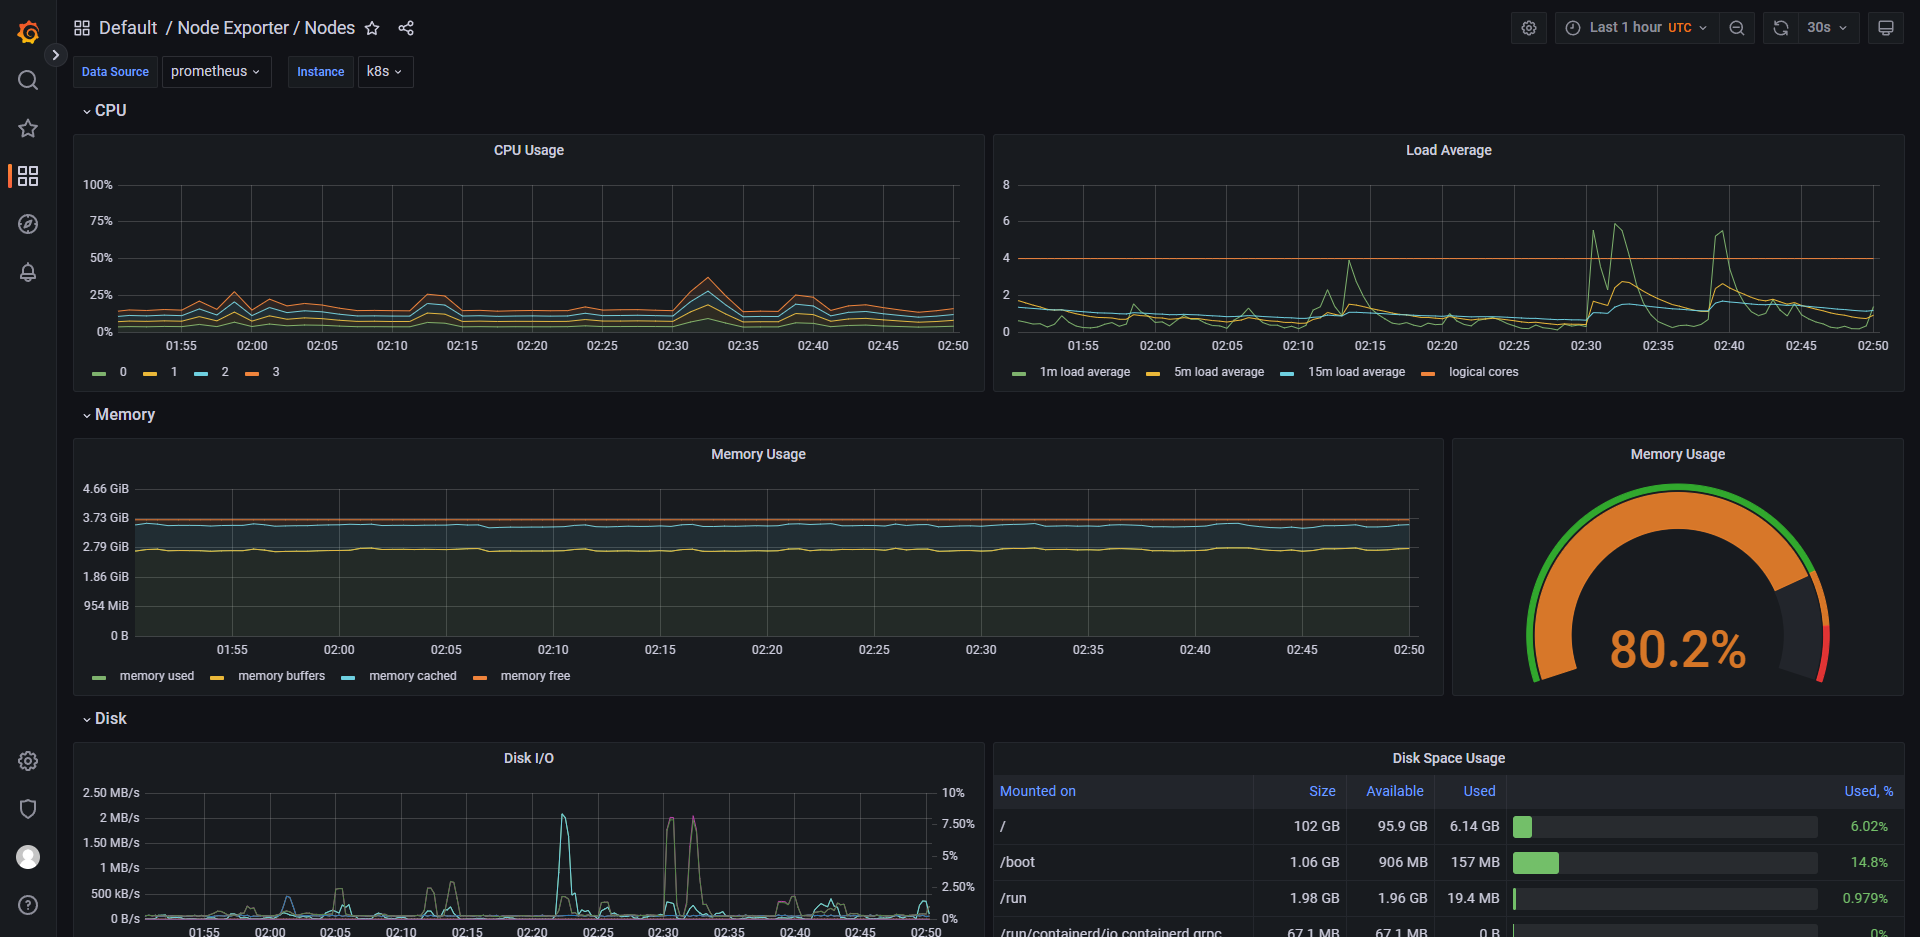 Default / Node Exporter / Nodes
Last 1 hour UTC
30s
Data Source prometheus Instance k8s
CPU
CPU Usage
100%
75%
50%
25%
0%
01:55 02:00 02:05 02:10 02:15 02:20 02:25 02:30 02:35 02:40 02:45 02:50
0 1 2 3
Load Average
8
6
4
2
0
01:55 02:00 02:05 02:10 02:15 02:20 02:25 02:30 02:35 02:40 02:45 02:50
1m load average 5m load average 15m load average logical cores
Memory
Memory Usage
4.66 GiB
3.73 GiB
2.79 GiB
1.86 GiB
954 MiB
0 B
01:55 02:00 02:05 02:10 02:15 02:20 02:25 02:30 02:35 02:40 02:45 02:50
memory used memory buffers memory cached memory free
Memory Usage
80.2%
Disk
Disk I/O
2.50 MB/s
2 MB/s
1.50 MB/s
1 MB/s
500 kB/s
0 B/s
10%
7.50%
5%
2.50%
0%
01:55 02:00 02:05 02:10 02:15 02:20 02:25 02:30 02:35 02:40 02:45 02:50
Disk Space Usage
Mounted on Size Available Used Used, %
/ 102 GB 95.9 GB 6.14 GB 6.02%
/boot 1.06 GB 906 MB 157 MB 14.8%
/run 1.98 GB 1.96 GB 19.4 MB 0.979%
/run/containerd/io.containerd.grpc 67.1 MB 67.1 MB 0 B 0%